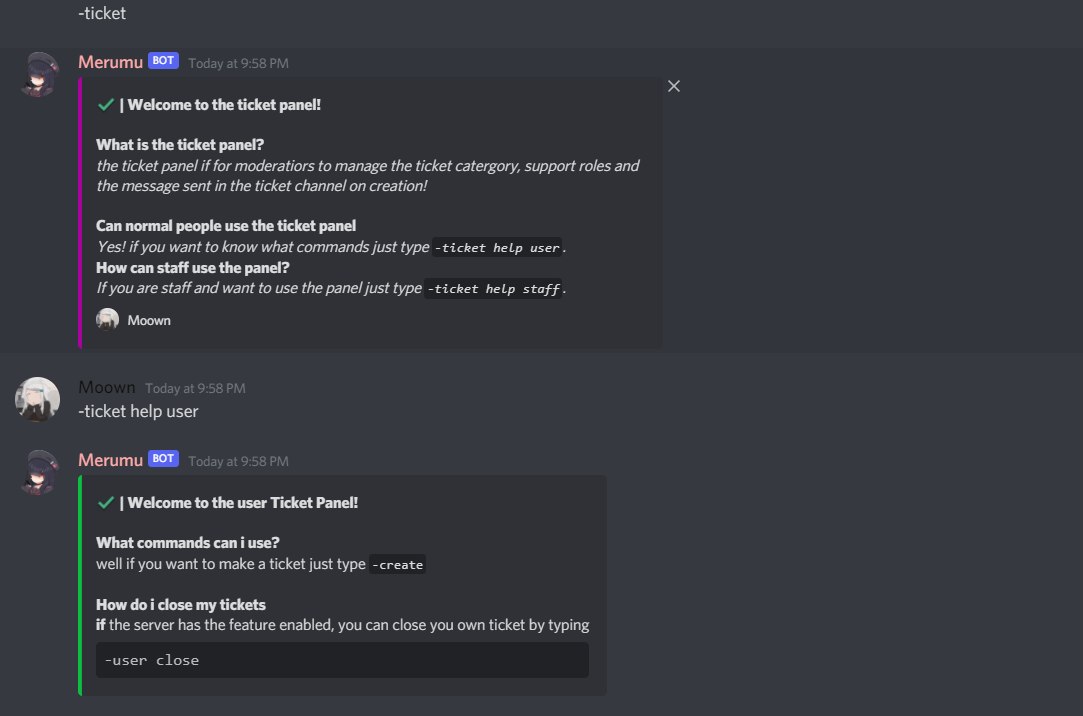 -ticket
Merumu BOT Today at 9:58 PM
| Welcome to the ticket panel!
What is the ticket panel?
the ticket panel if for moderatiors to manage the ticket catergory, support roles and
the message sent in the ticket channel on creation!
Can normal people use the ticket panel
Yes! if you want to know what commands just type -ticket help user.
How can staff use the panel?
If you are staff and want to use the panel just type -ticket help staff.
Moown
Moown Today at 9:58 PM
-ticket help user
Merumu BOT Today at 9:58 PM
| Welcome to the user Ticket Panel!
What commands can i use?
well if you want to make a ticket just type -create
How do i close my tickets
if the server has the feature enabled, you can close you own ticket by typing
-user close